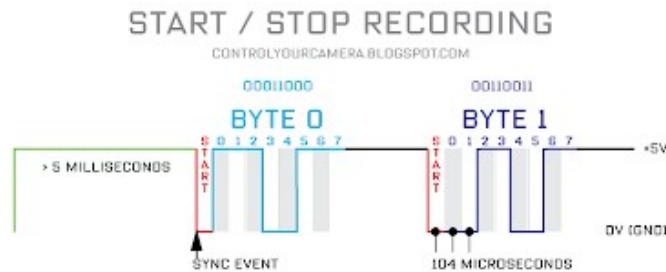 START / STOP RECORDING
CONTROLYOURCAMERA.BLOGSPOT.COM
00011000
00110011
BYTE 0
BYTE 1
START
0 1 2 3 4 5 6 7
START
0 1 2 3 4 5 6 7
+5V
> 5 MILLISECONDS
0V (GND)
SYNC EVENT
104 MICROSECONDS